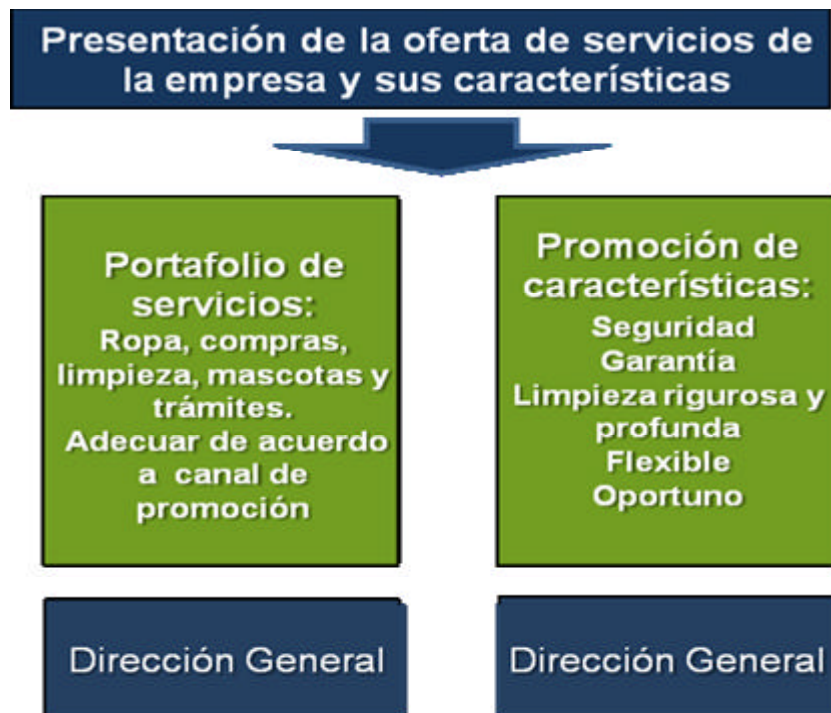 Presentación de la oferta de servicios de
la empresa y sus características
Portafolio de
servicios:
Ropa, compras,
limpieza, mascotas y
trámites.
Adecuar de acuerdo
a canal de
promoción
Promoción de
características:
Seguridad
Garantía
Limpieza rigurosa y
profunda
Flexible
Oportuno
Dirección General
Dirección General